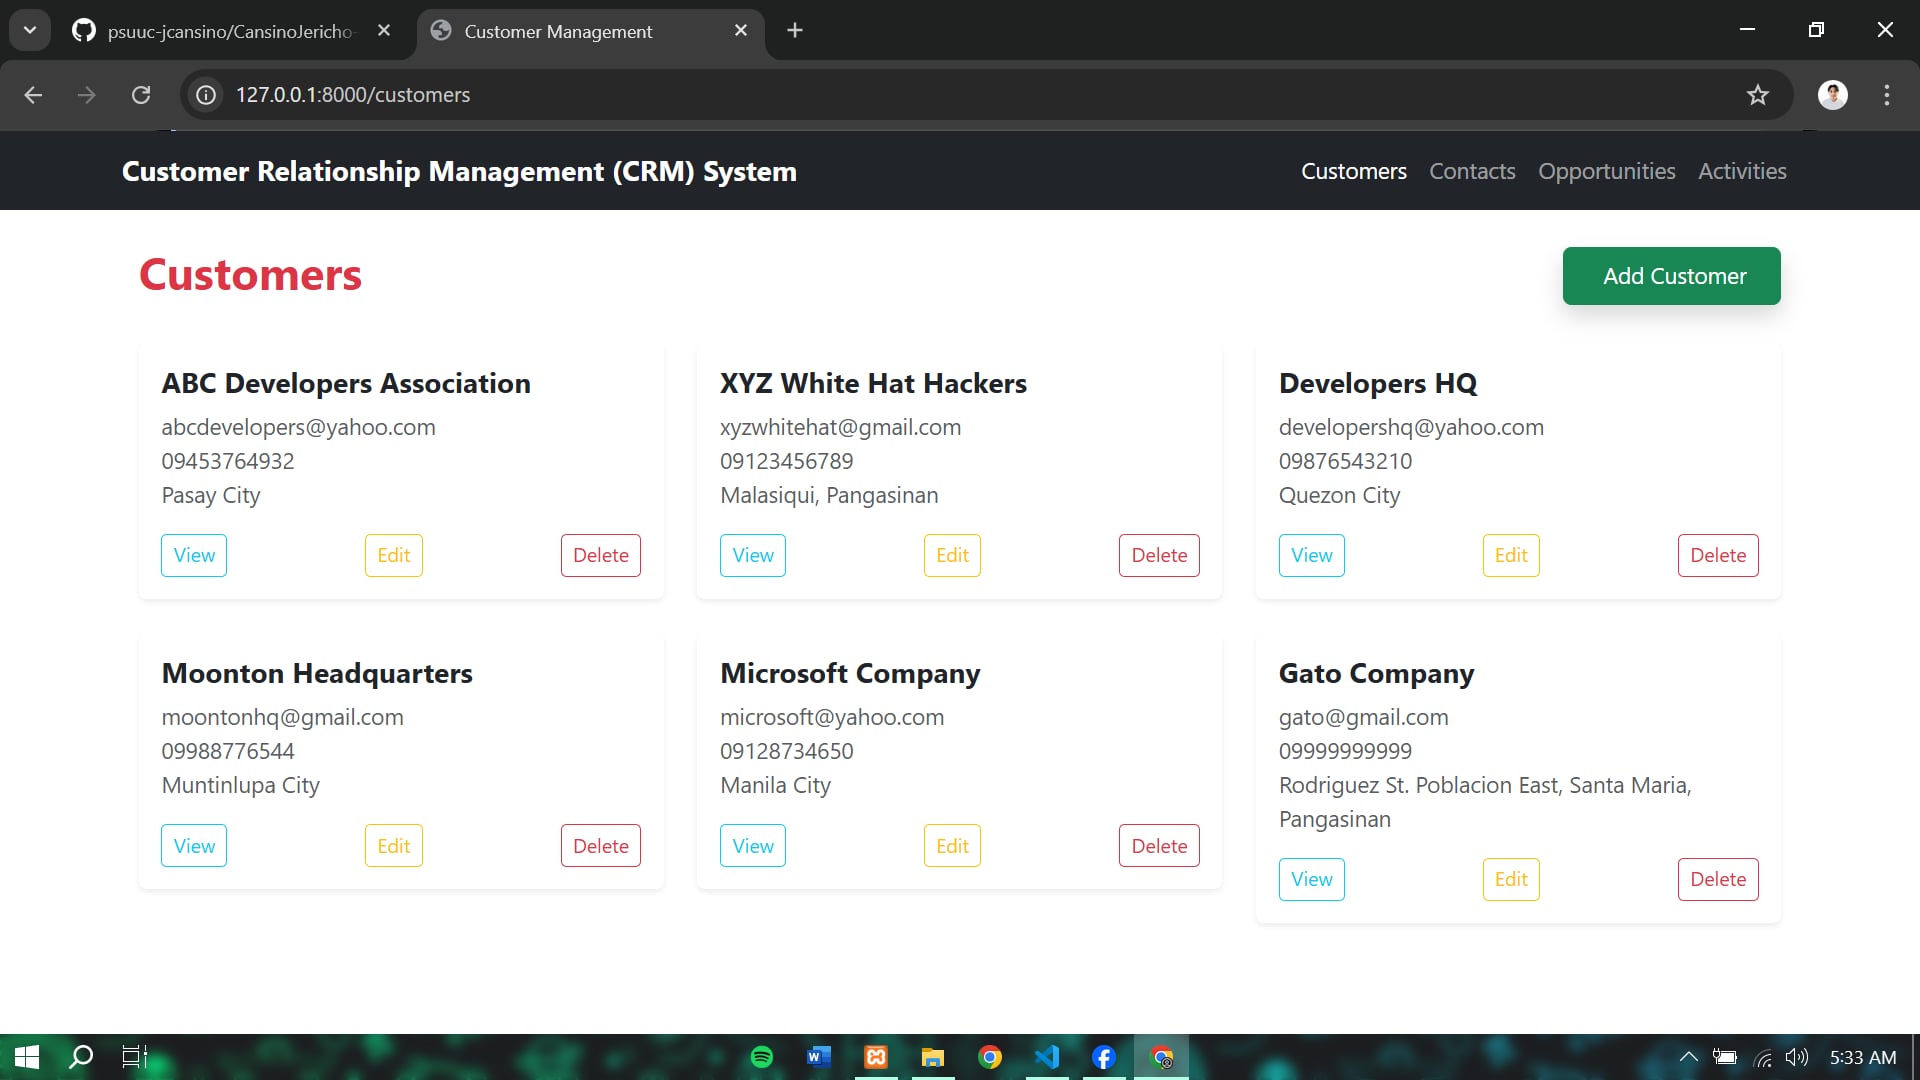 psuuc-jcansino/CansinoJericho-
Customer Management
127.0.0.1:8000/customers
Customer Relationship Management (CRM) System
Customers Contacts Opportunities Activities
Customers
Add Customer
ABC Developers Association
abcdevelopers@yahoo.com
09453764932
Pasay City
View Edit Delete
XYZ White Hat Hackers
xyzwhitehat@gmail.com
09123456789
Malasiqui, Pangasinan
View Edit Delete
Developers HQ
developershq@yahoo.com
09876543210
Quezon City
View Edit Delete
Moonton Headquarters
moontonhq@gmail.com
09988776544
Muntinlupa City
View Edit Delete
Microsoft Company
microsoft@yahoo.com
09128734650
Manila City
View Edit Delete
Gato Company
gato@gmail.com
09999999999
Rodriguez St. Poblacion East, Santa Maria,
Pangasinan
View Edit Delete
5:33 AM